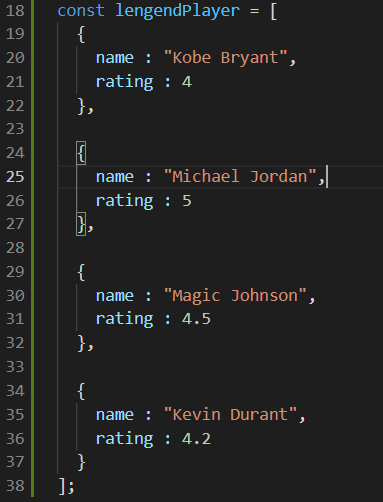 18 const lengendPlayer = [
19 {
20 name : "Kobe Bryant",
21 rating : 4
22 },
23
24 {
25 name : "Michael Jordan",
26 rating : 5
27 },
28
29 {
30 name : "Magic Johnson",
31 rating : 4.5
32 },
33
34 {
35 name : "Kevin Durant",
36 rating : 4.2
37 }
38 ];